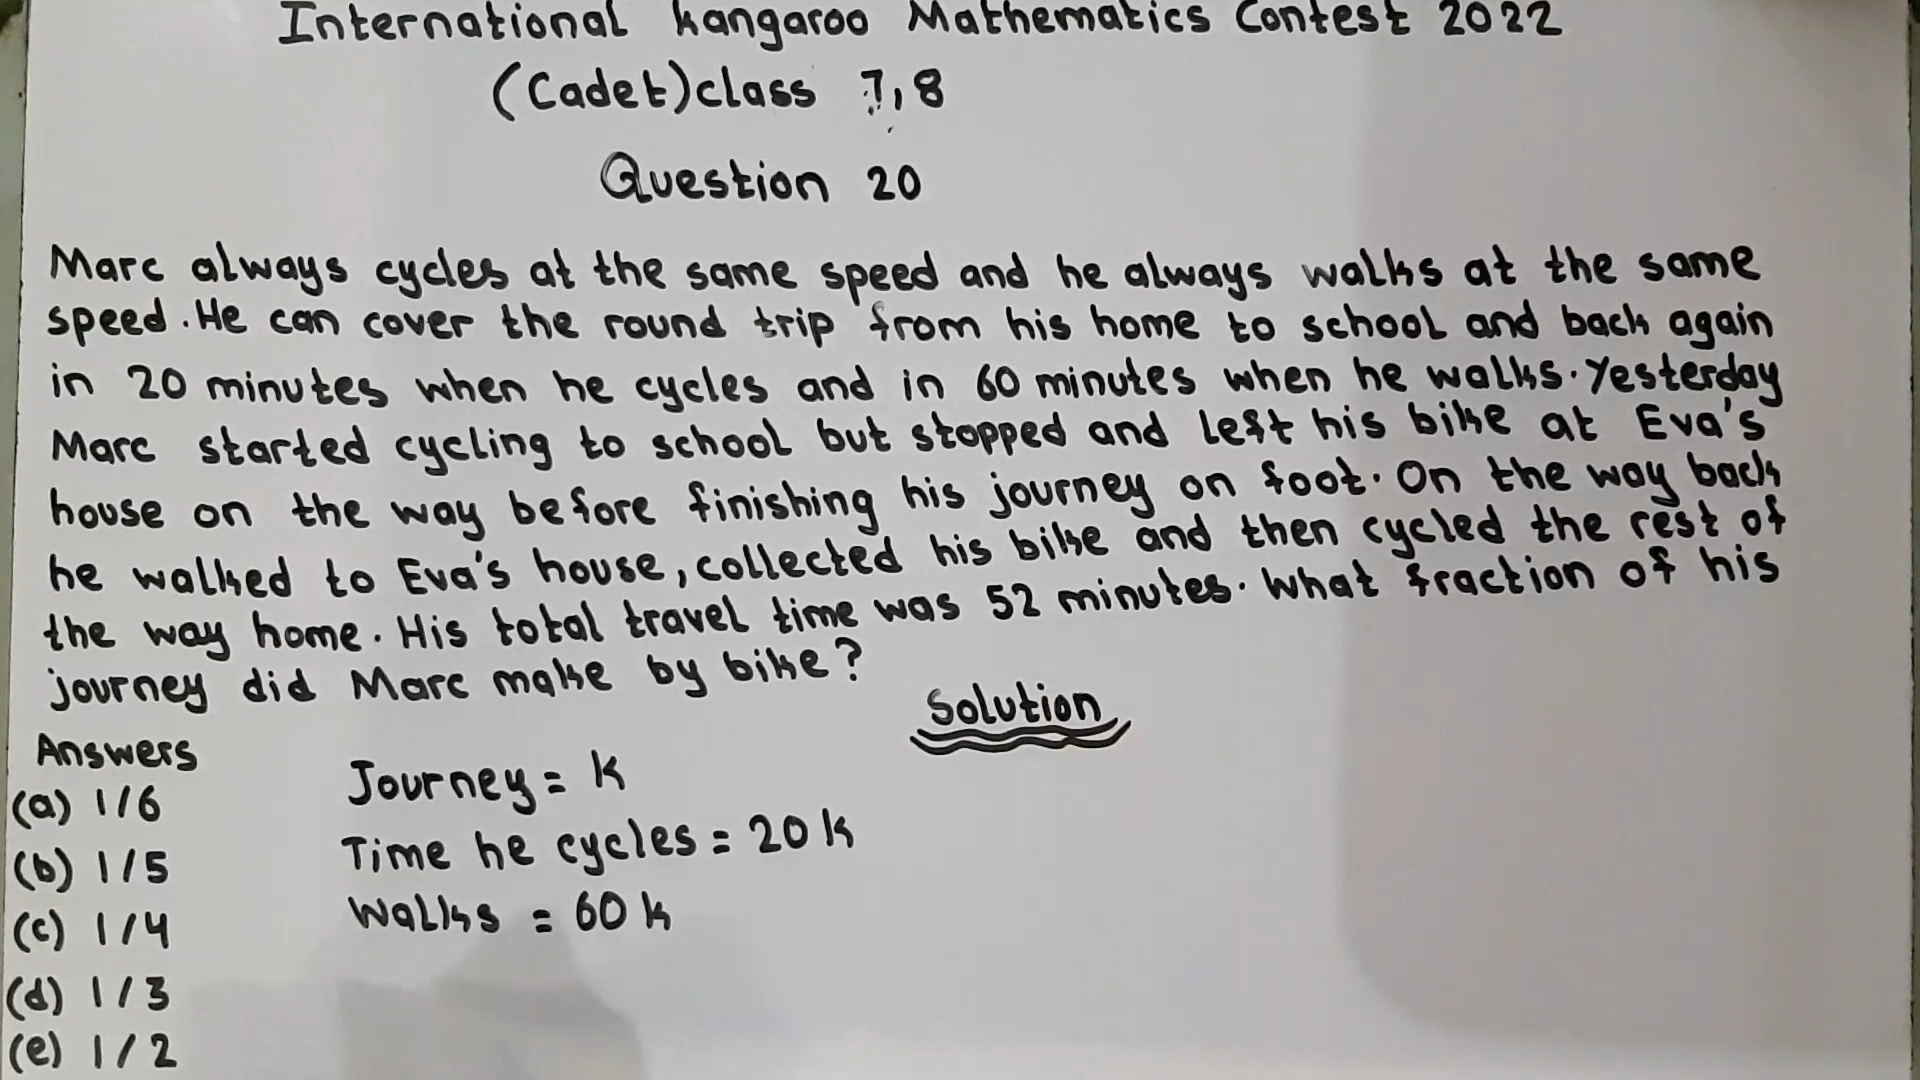 International Kangaroo Mathematics Contest 2022
(Cadet)class 7,8
Question 20
Marc always cycles at the same speed and he always walks at the same
speed. He can cover the round trip from his home to school and back again
in 20 minutes when he cycles and in 60 minutes when he walks. Yesterday
Marc started cycling to school but stopped and left his bike at Eva's
house on the way before finishing his journey on foot. On the way back
he walked to Eva's house, collected his bike and then cycled the rest of
the way home. His total travel time was 52 minutes. What fraction of his
journey did Marc make by bike?
Solution
Answers
(a) 1/6
(b) 1/5
(c) 1/4
(d) 1/3
(e) 1/2
Journey = K
Time he cycles = 20 k
Walks = 60 k